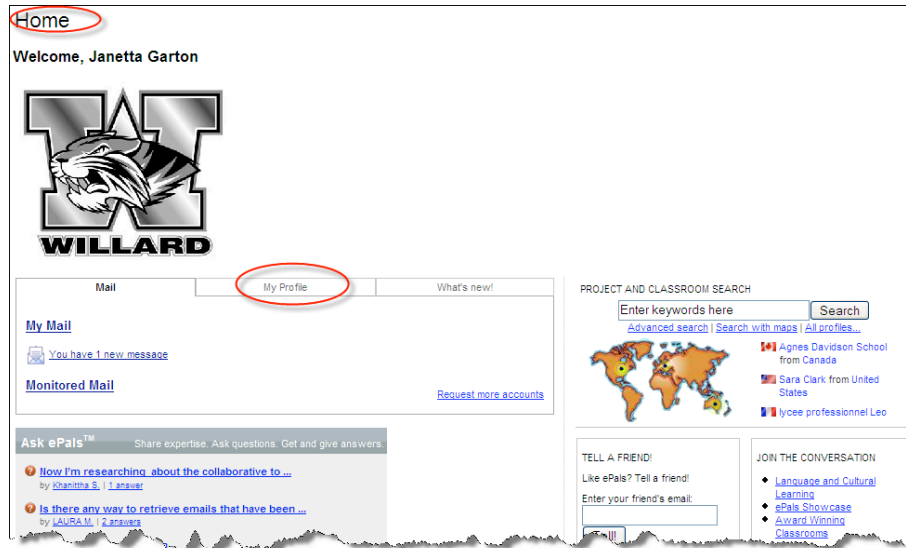 Home
Welcome, Janetta Garton
W
WILLARD
Mail
My Profile
What's new!
My Mail
You have 1 new message
Monitored Mail
Request more accounts
PROJECT AND CLASSROOM SEARCH
Enter keywords here
Search
Advanced search | Search with maps | All profiles...
Agnes Davidson School
from Canada
Sara Clark from United
States
lycee professionnel Leo
Ask ePals™
Share expertise. Ask questions. Get and give answers.
Now I'm researching about the collaborative to ...
by Khanittha S. | 1 answer
Is there any way to retrieve emails that have been ...
by LAURA M. | 2 answers
TELL A FRIEND!
Like ePals? Tell a friend!
Enter your friend's email:
JOIN THE CONVERSATION
Language and Cultural
Learning
ePals Showcase
Award Winning
Classrooms